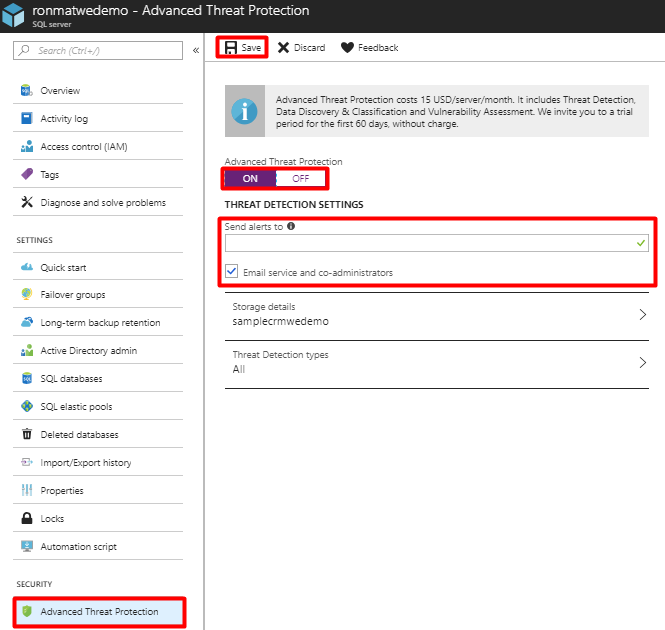 ronmatwedemo - Advanced Threat Protection
SQL server
Search (Ctrl+/)
«
Overview
Activity log
Access control (IAM)
Tags
Diagnose and solve problems
SETTINGS
Quick start
Failover groups
Long-term backup retention
Active Directory admin
SQL databases
SQL elastic pools
Deleted databases
Import/Export history
Properties
Locks
Automation script
SECURITY
Advanced Threat Protection
Save Discard Feedback
Advanced Threat Protection costs 15 USD/server/month. It includes Threat Detection,
Data Discovery & Classification and Vulnerability Assessment. We invite you to a trial
period for the first 60 days, without charge.
Advanced Threat Protection
ON OFF
THREAT DETECTION SETTINGS
Send alerts to
Email service and co-administrators
Storage details
samplecrmwedemo
Threat Detection types
All